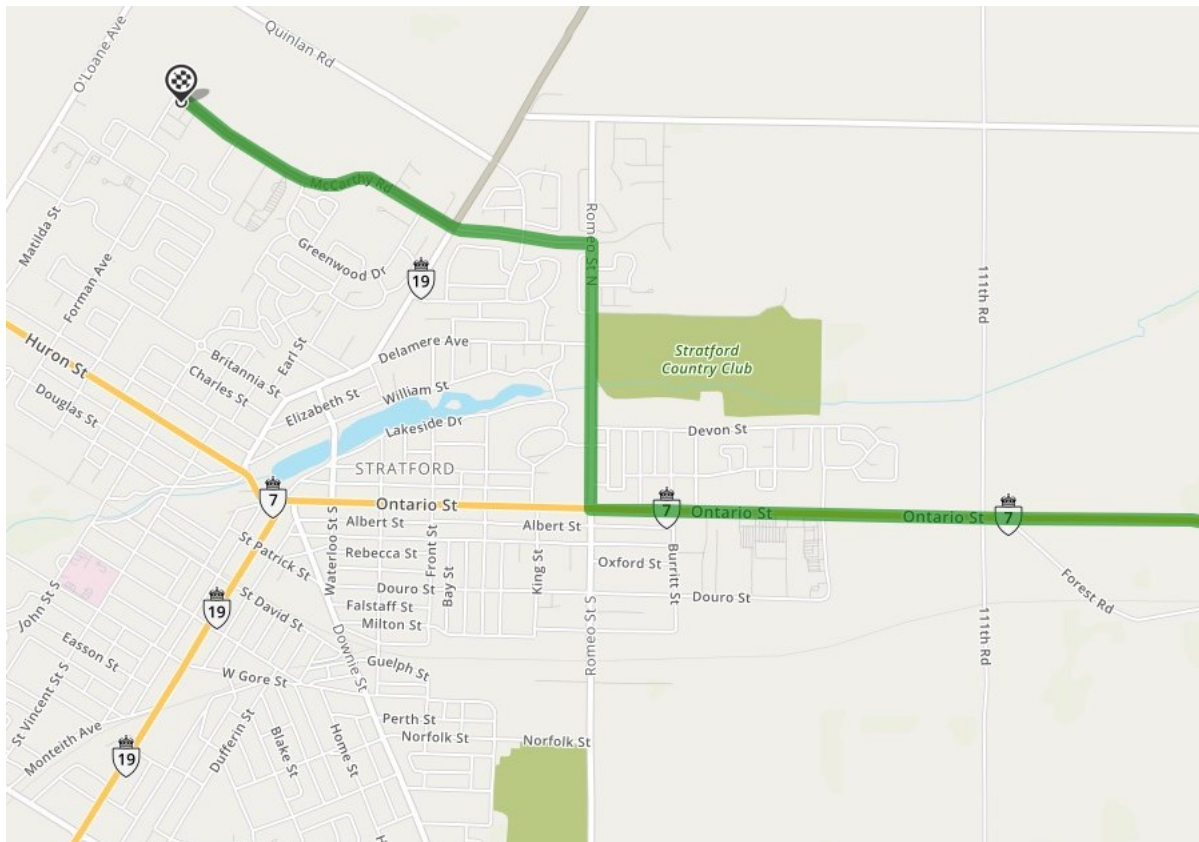 O'Loane Ave
Quinlan Rd
McCarthy Rd
Romeo St N
Matilda St
Greenwood Dr
Forman Ave
19
111th Rd
Huron St
Britannia St
Earl St
Delamere Ave
Stratford
Country Club
Charles St
Douglas St
Elizabeth St
William St
Lakeside Dr
Devon St
STRATFORD
7
Ontario St
7
Ontario St
Ontario St
7
Albert St
Albert St
St Patrick St
Waterloo St S
Rebecca St
Front St
Bay St
King St
Oxford St
Burritt St
Forest Rd
John St S
19
St David St
Douro St
Douro St
Falstaff St
Milton St
Romeo St S
111th Rd
Easson St
Downie St
Guelph St
St Vincent St S
W Gore St
Monteith Ave
19
Dufferin St
Blake St
Home St
Perth St
Norfolk St
Norfolk St